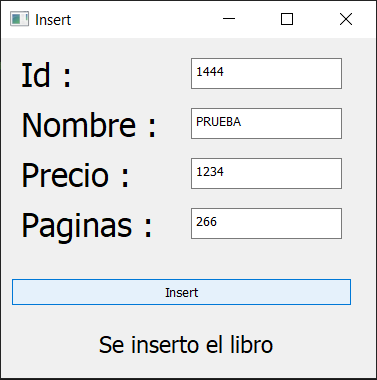 Insert
Id : 1444
Nombre : PRUEBA
Precio : 1234
Paginas : 266
Insert
Se inserto el libro